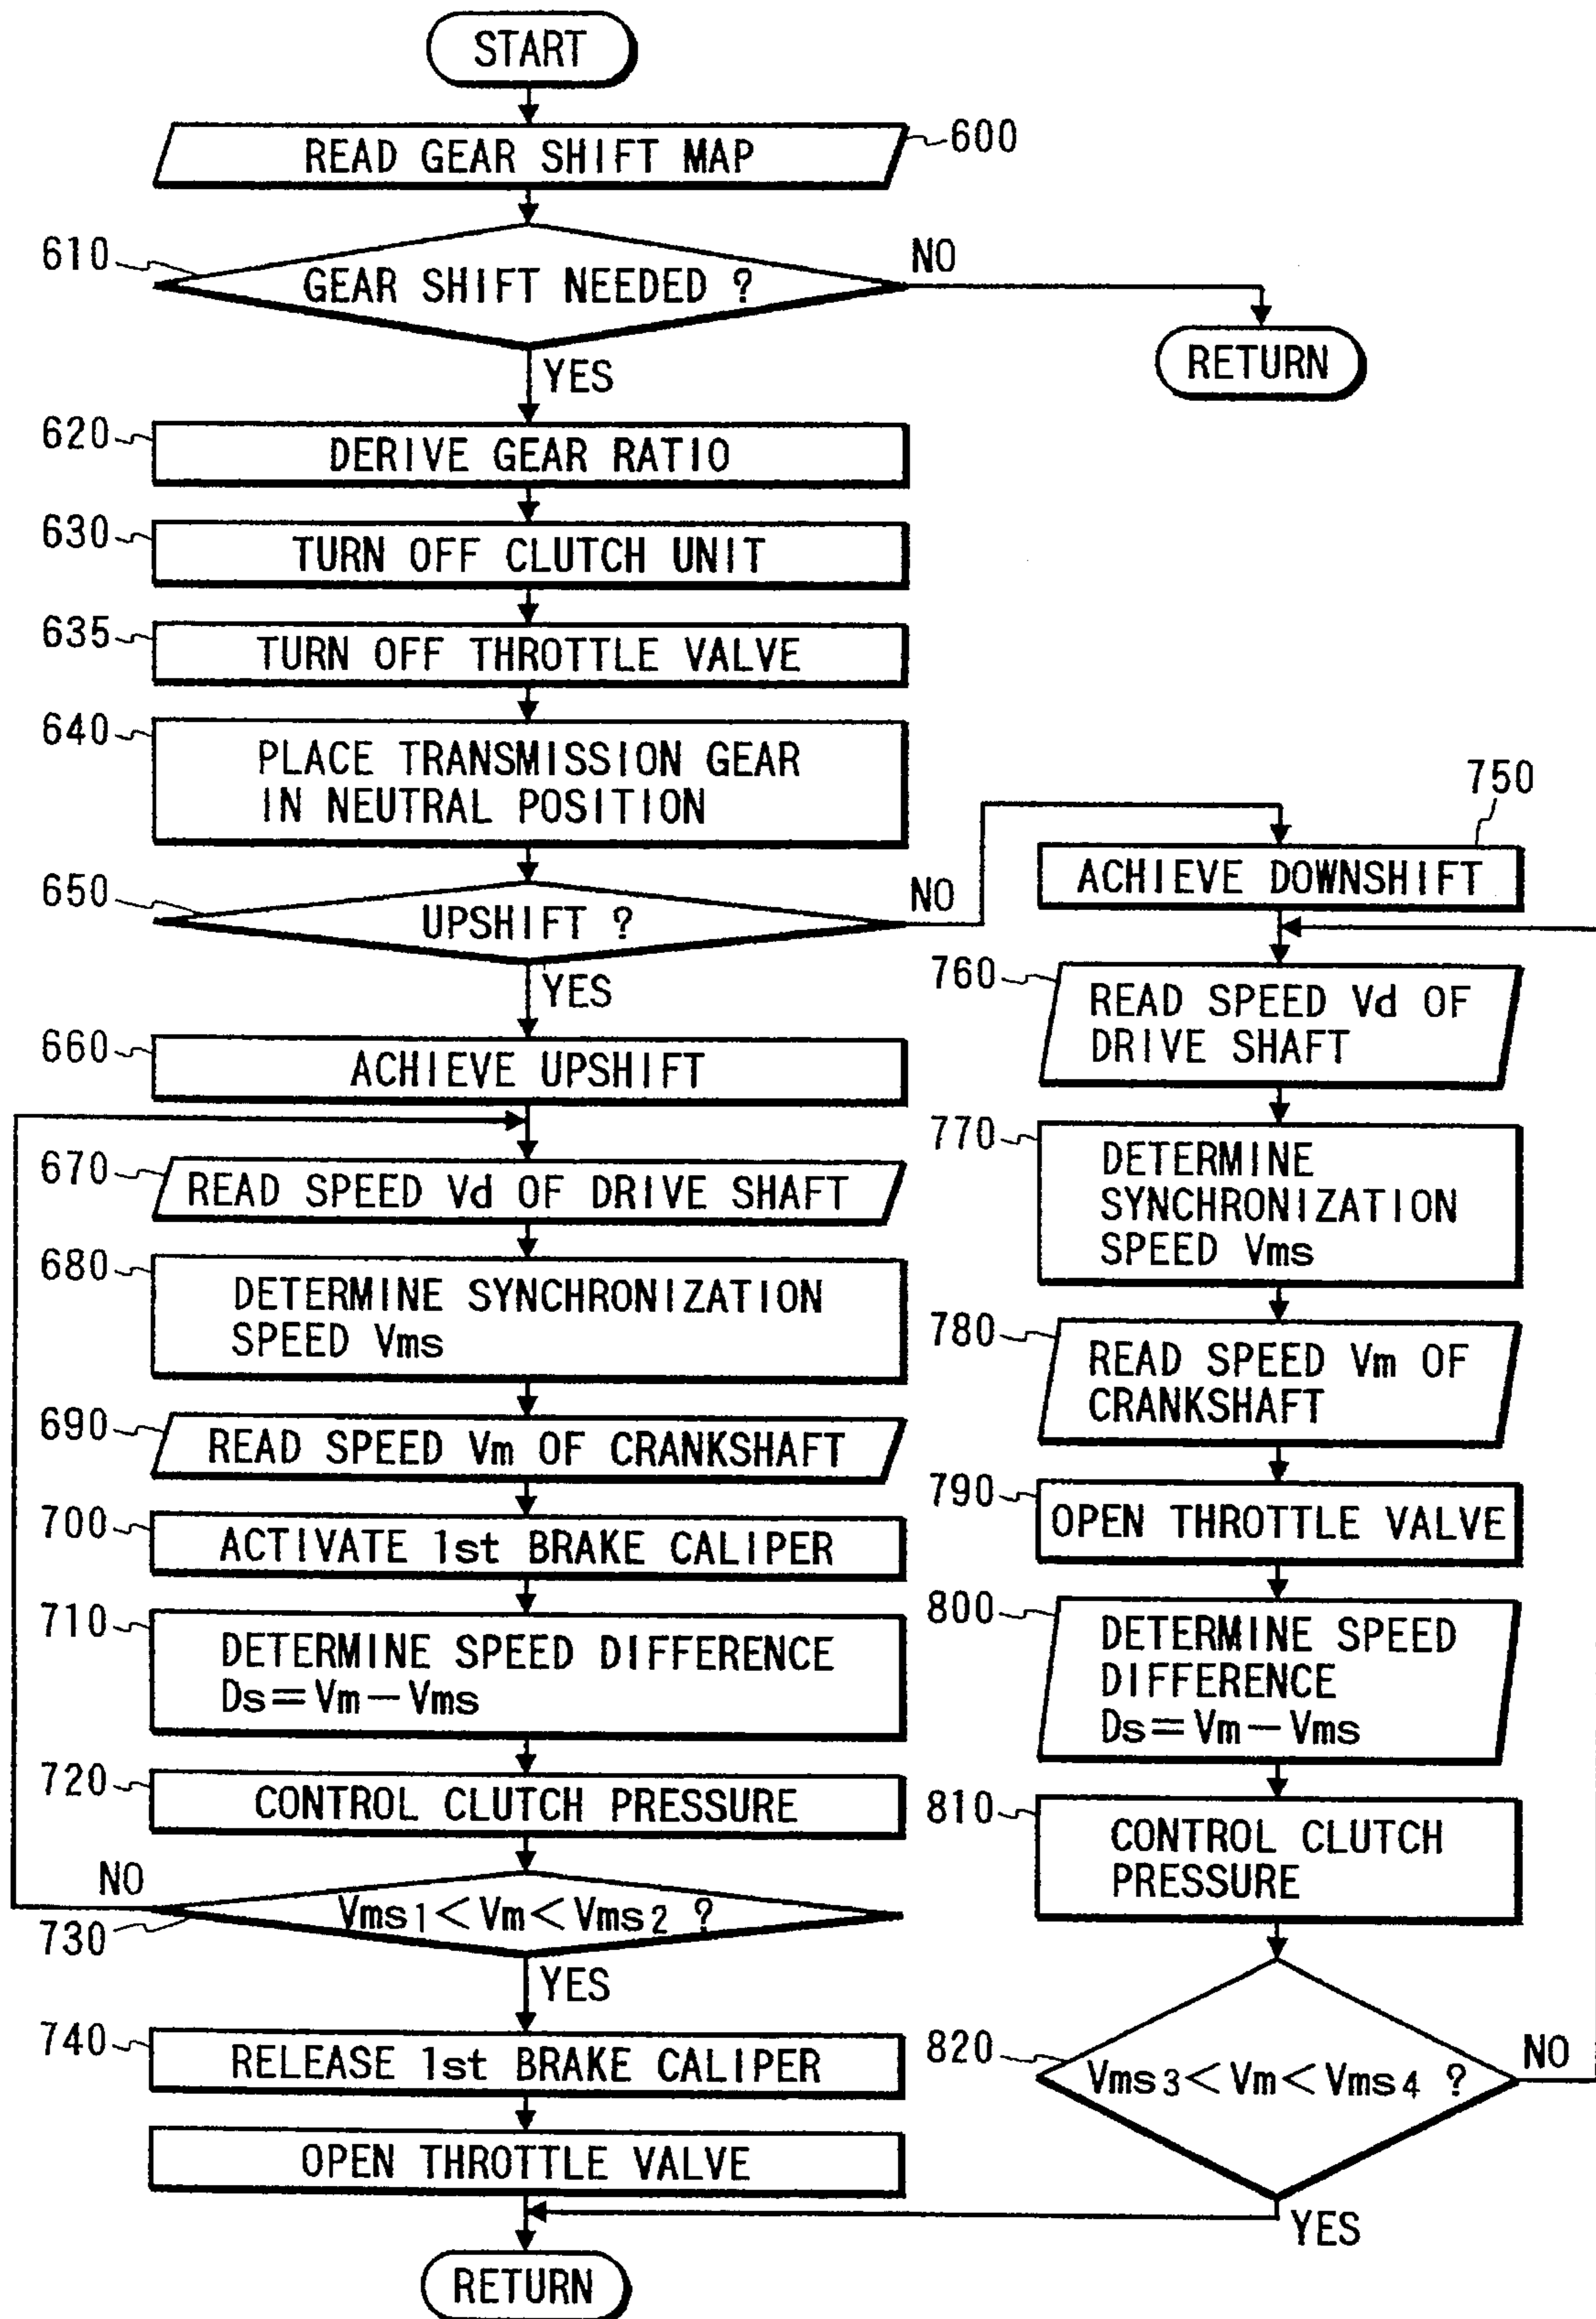 START
READ GEAR SHIFT MAP
600
610
GEAR SHIFT NEEDED ?
NO
RETURN
YES
620
DERIVE GEAR RATIO
630
TURN OFF CLUTCH UNIT
635
TURN OFF THROTTLE VALVE
640
PLACE TRANSMISSION GEAR
IN NEUTRAL POSITION
650
UPSHIFT ?
NO
YES
660
ACHIEVE UPSHIFT
670
READ SPEED Vd OF DRIVE SHAFT
680
DETERMINE SYNCHRONIZATION
SPEED Vms
690
READ SPEED Vm OF CRANKSHAFT
700
ACTIVATE 1st BRAKE CALIPER
710
DETERMINE SPEED DIFFERENCE
Ds=Vm-Vms
720
CONTROL CLUTCH PRESSURE
NO
730
Vms1<Vm<Vms2 ?
YES
740
RELEASE 1st BRAKE CALIPER
OPEN THROTTLE VALVE
RETURN
750
ACHIEVE DOWNSHIFT
760
READ SPEED Vd OF
DRIVE SHAFT
770
DETERMINE
SYNCHRONIZATION
SPEED Vms
780
READ SPEED Vm OF
CRANKSHAFT
790
OPEN THROTTLE VALVE
800
DETERMINE SPEED
DIFFERENCE
Ds=Vm-Vms
810
CONTROL CLUTCH
PRESSURE
820
Vms3<Vm<Vms4 ?
NO
YES